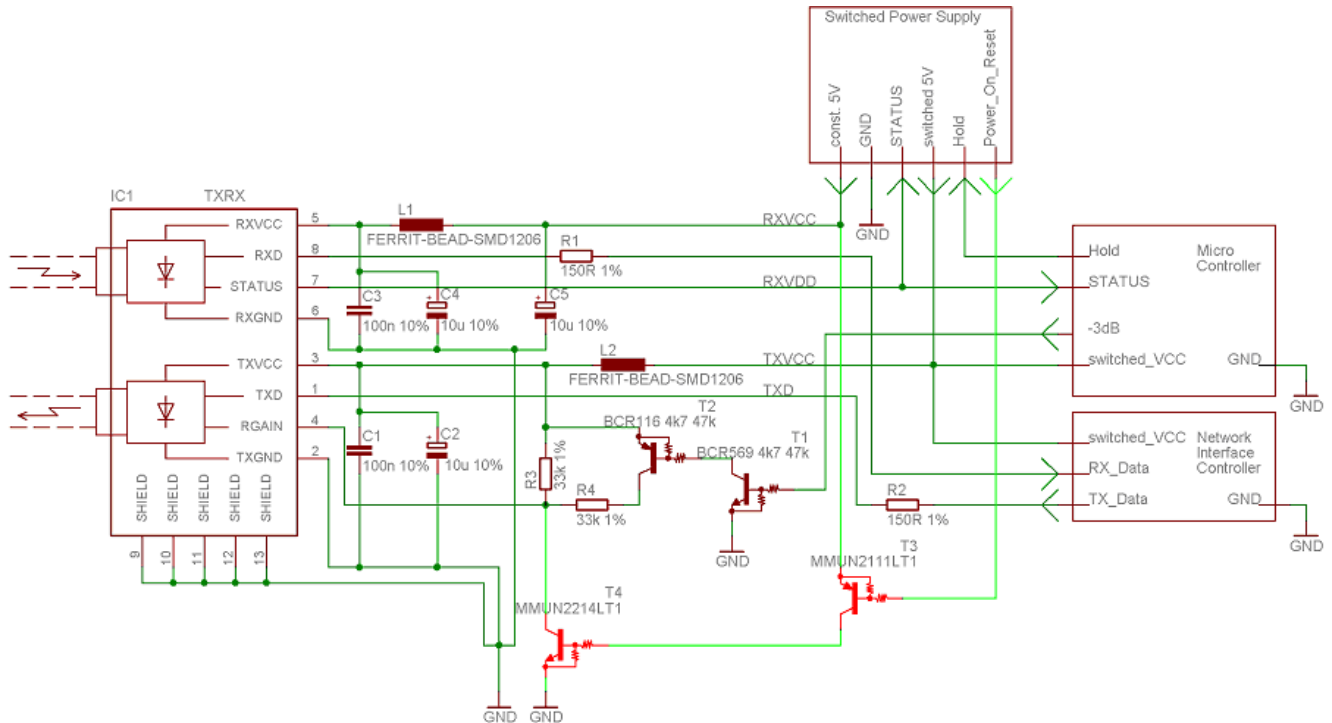 Switched Power Supply
const. 5V
GND
STATUS
switched 5V
Hold
Power_On_Reset
IC1
TXRX
RXVCC
5
L1
FERRIT-BEAD-SMD1206
RXVCC
GND
RXD
8
R1
150R 1%
STATUS
7
RXVDD
RXGND
6
C3
100n 10%
+
C4
10u 10%
+
C5
10u 10%
Hold
Micro
Controller
STATUS
-3dB
switched_VCC
GND
GND
TXVCC
3
L2
FERRIT-BEAD-SMD1206
TXVCC
TXD
1
TXD
RGAIN
4
TXGND
2
C1
100n 10%
+
C2
10u 10%
T2
BCR116 4k7 47k
T1
BCR569 4k7 47k
R3
33k 1%
R4
33k 1%
GND
R2
150R 1%
switched_VCC
Network
Interface
Controller
RX_Data
TX_Data
GND
GND
SHIELD
SHIELD
SHIELD
SHIELD
SHIELD
9
10
11
12
13
T3
MMUN2111LT1
T4
MMUN2214LT1
GND
GND